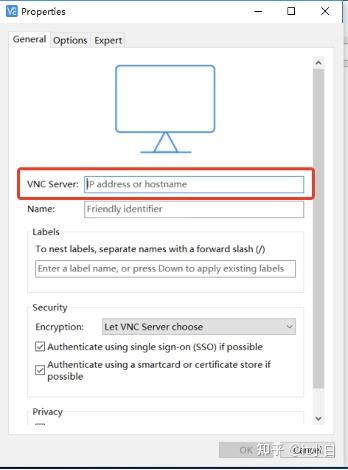 Properties
General Options Expert
VNC Server: IP address or hostname
Name: Friendly identifier
Labels
To nest labels, separate names with a forward slash (/)
Enter a label name, or press Down to apply existing labels
Security
Encryption: Let VNC Server choose
Authenticate using single sign-on (SSO) if possible
Authenticate using a smartcard or certificate store if
possible
Privacy
OK Cancel
知乎